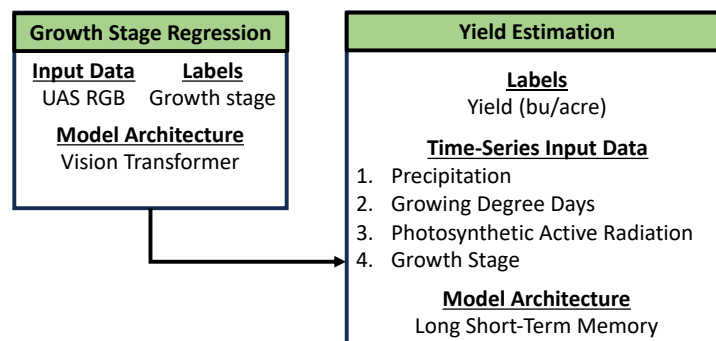 Growth Stage Regression
Input Data
UAS RGB
Labels
Growth stage
Model Architecture
Vision Transformer
Yield Estimation
Labels
Yield (bu/acre)
Time-Series Input Data
1. Precipitation
2. Growing Degree Days
3. Photosynthetic Active Radiation
4. Growth Stage
Model Architecture
Long Short-Term Memory